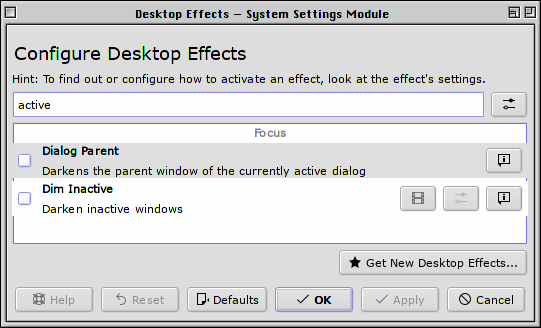 Desktop Effects – System Settings Module
Configure Desktop Effects
Hint: To find out or configure how to activate an effect, look at the effect's settings.
active
Focus
Dialog Parent
Darkens the parent window of the currently active dialog
Dim Inactive
Darken inactive windows
Get New Desktop Effects...
Help Reset Defaults OK Apply Cancel